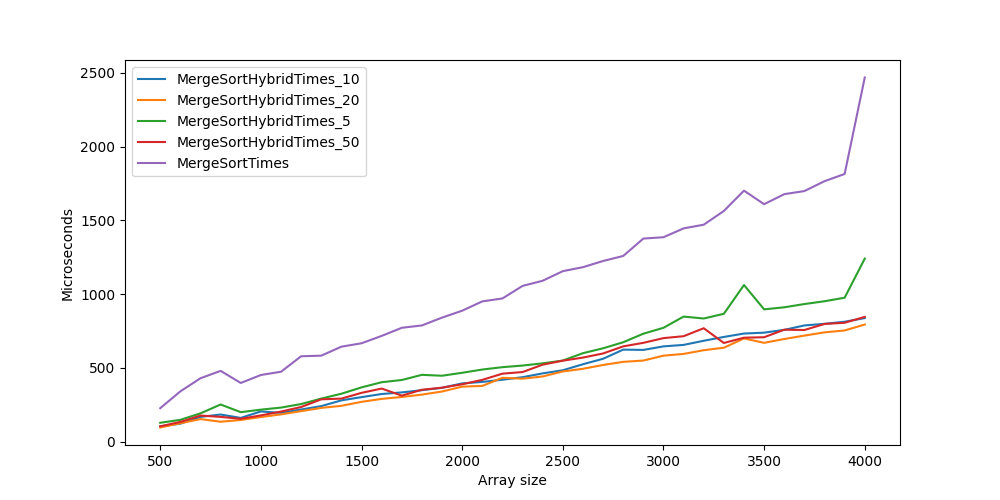 MergeSortHybridTimes_10
MergeSortHybridTimes_20
MergeSortHybridTimes_5
MergeSortHybridTimes_50
MergeSortTimes
Microseconds
2500
2000
1500
1000
500
0
500 1000 1500 2000 2500 3000 3500 4000
Array size